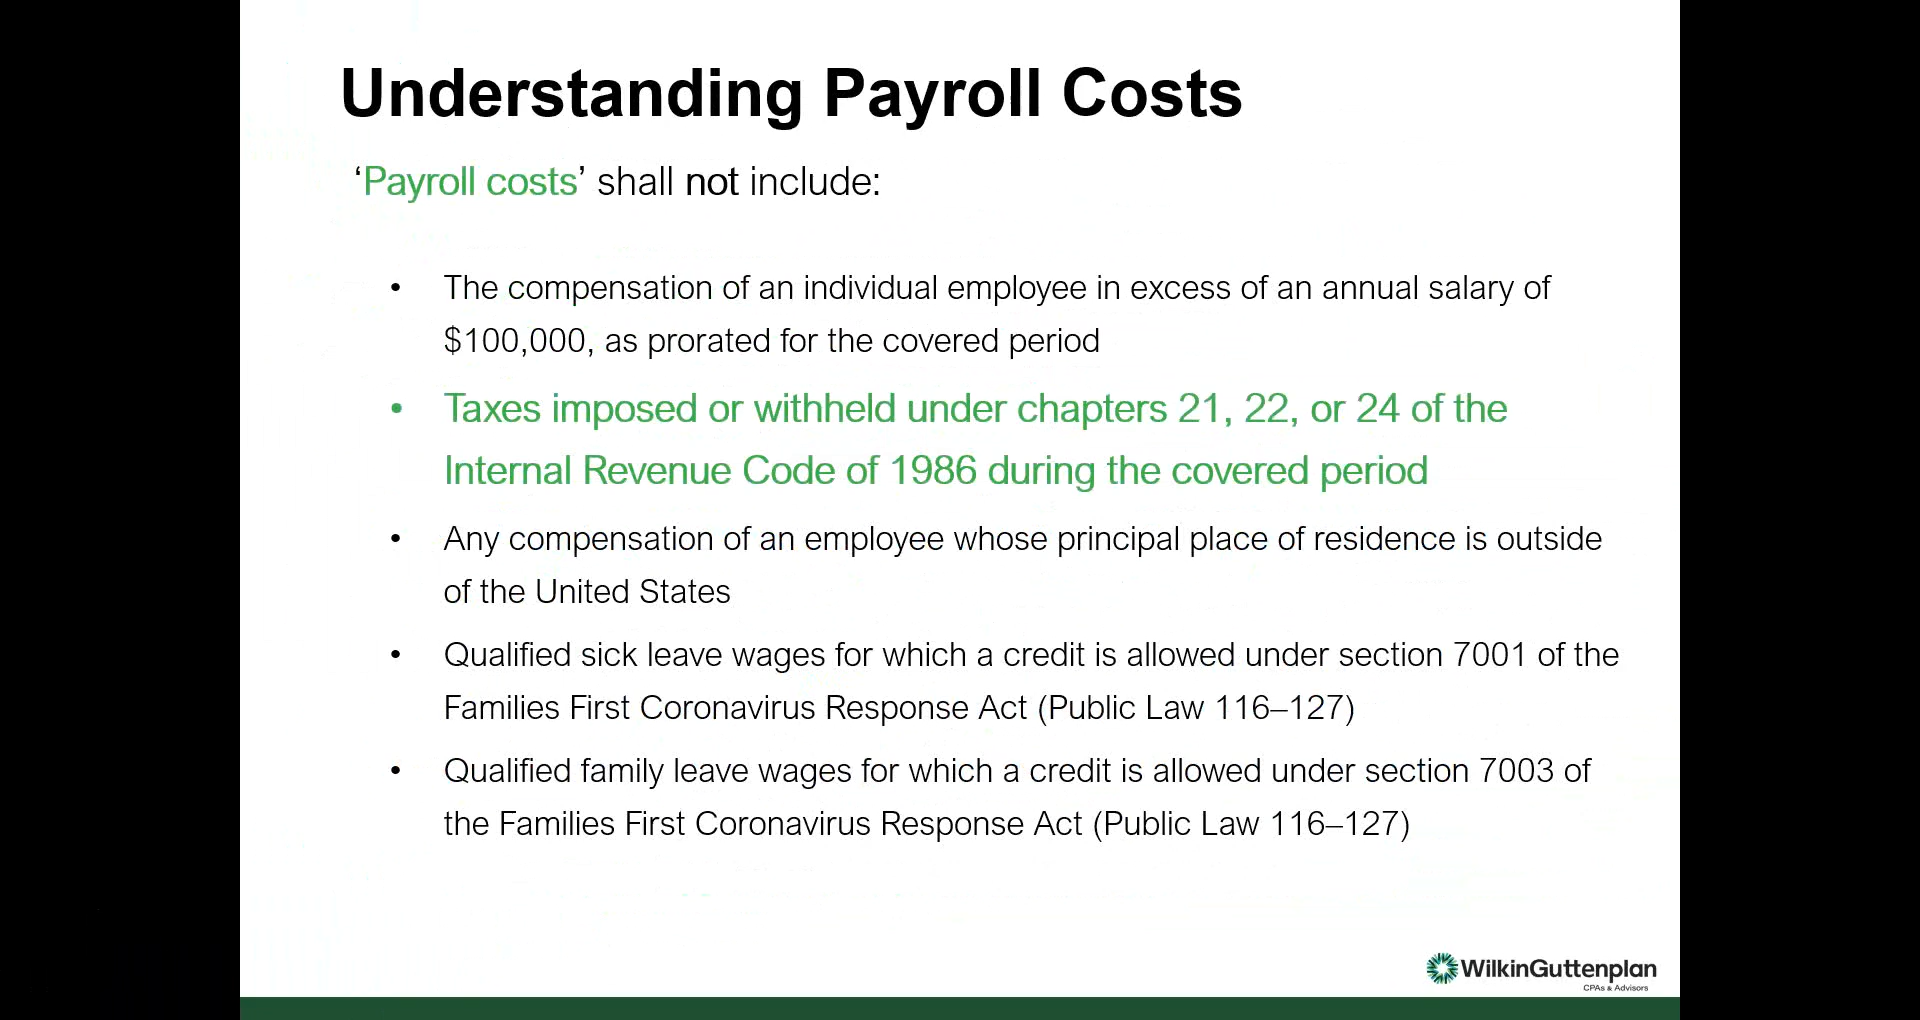 Understanding Payroll Costs
‘Payroll costs’ shall not include:
• The compensation of an individual employee in excess of an annual salary of
$100,000, as prorated for the covered period
• Taxes imposed or withheld under chapters 21, 22, or 24 of the
Internal Revenue Code of 1986 during the covered period
• Any compensation of an employee whose principal place of residence is outside
of the United States
• Qualified sick leave wages for which a credit is allowed under section 7001 of the
Families First Coronavirus Response Act (Public Law 116–127)
• Qualified family leave wages for which a credit is allowed under section 7003 of
the Families First Coronavirus Response Act (Public Law 116–127)
WilkinGuttenplan
CPAs & Advisors